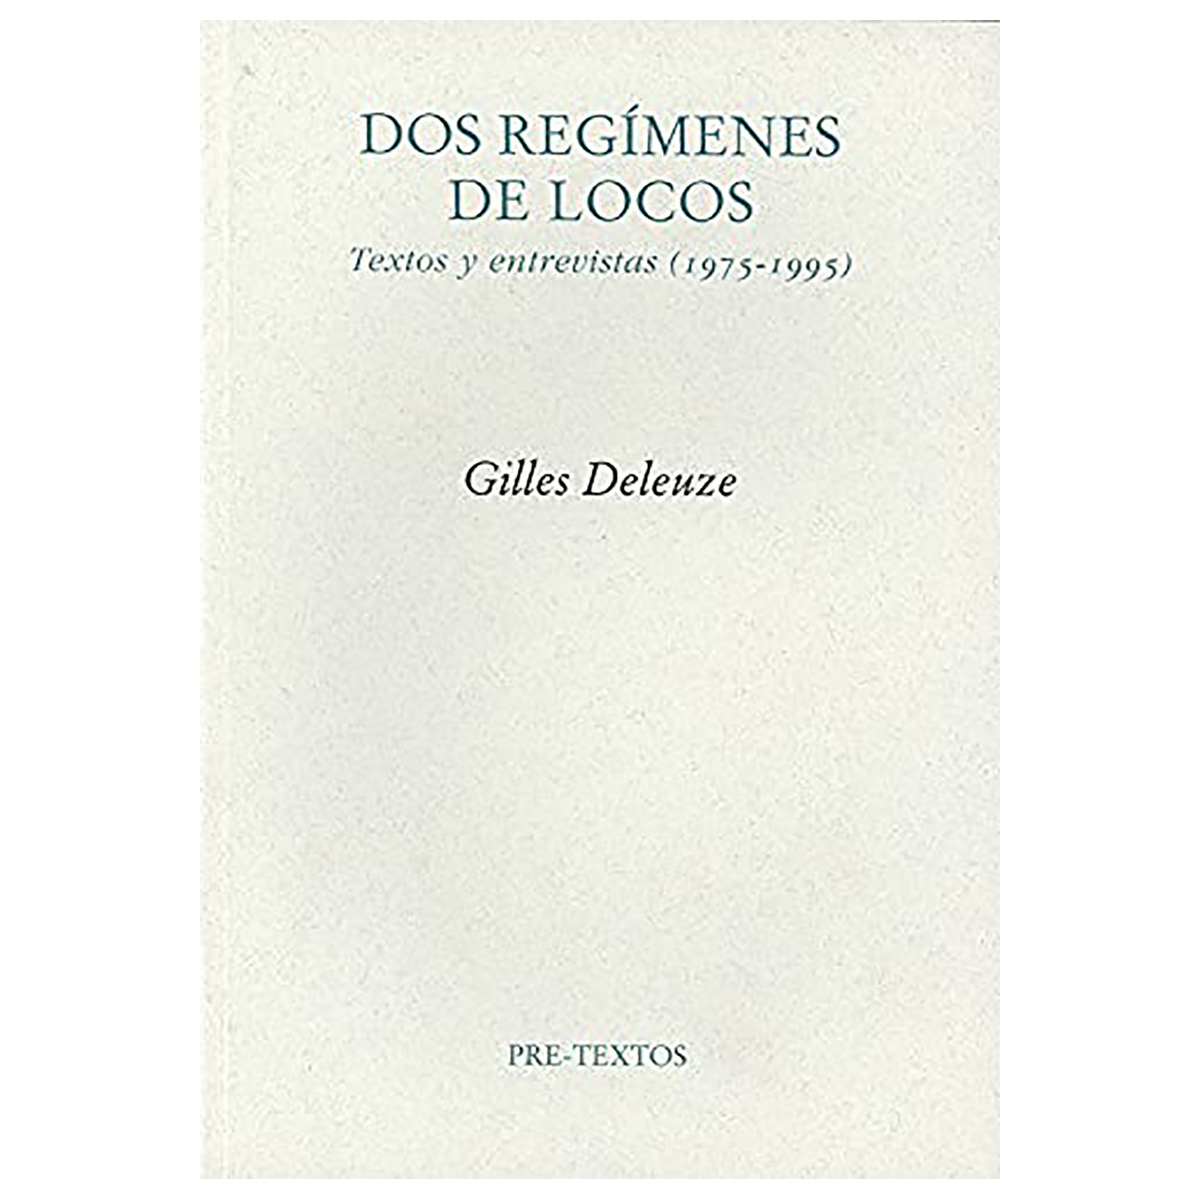 DOS REGÍMENES
DE LOCOS
Textos y entrevistas (1975-1995)
Gilles Deleuze
PRE-TEXTOS